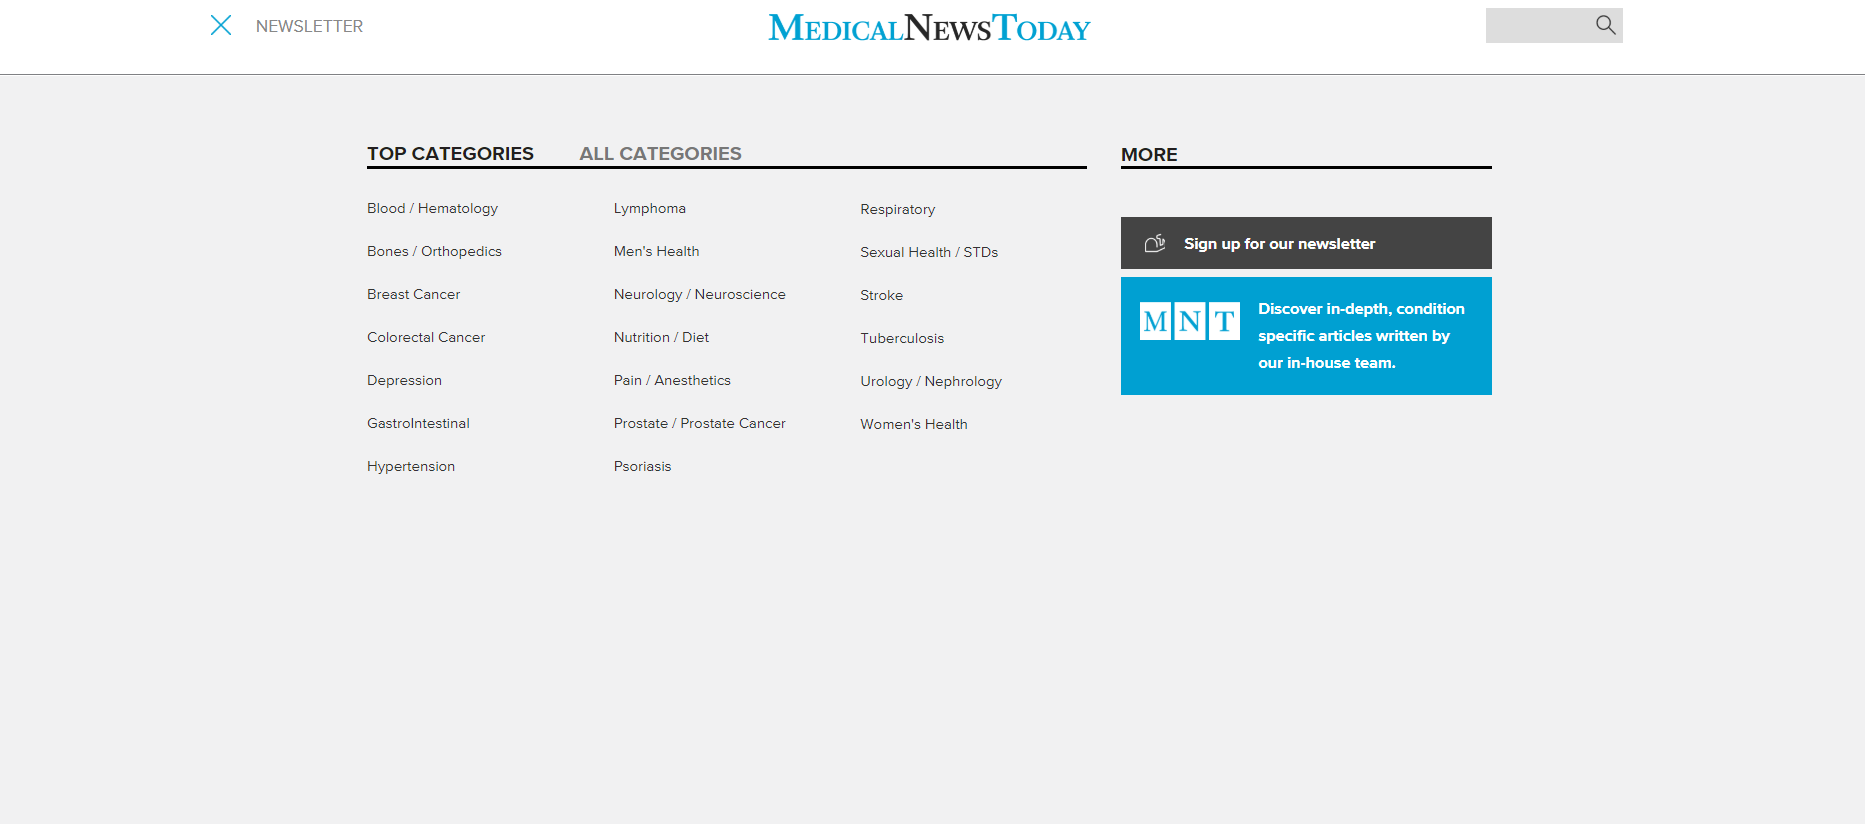 NEWSLETTER
MEDICALNEWSTODAY
TOP CATEGORIES
ALL CATEGORIES
Blood / Hematology
Bones / Orthopedics
Breast Cancer
Colorectal Cancer
Depression
GastroIntestinal
Hypertension
Lymphoma
Men's Health
Neurology / Neuroscience
Nutrition / Diet
Pain / Anesthetics
Prostate / Prostate Cancer
Psoriasis
Respiratory
Sexual Health / STDs
Stroke
Tuberculosis
Urology / Nephrology
Women's Health
MORE
Sign up for our newsletter
MNT
Discover in-depth, condition
specific articles written by
our in-house team.